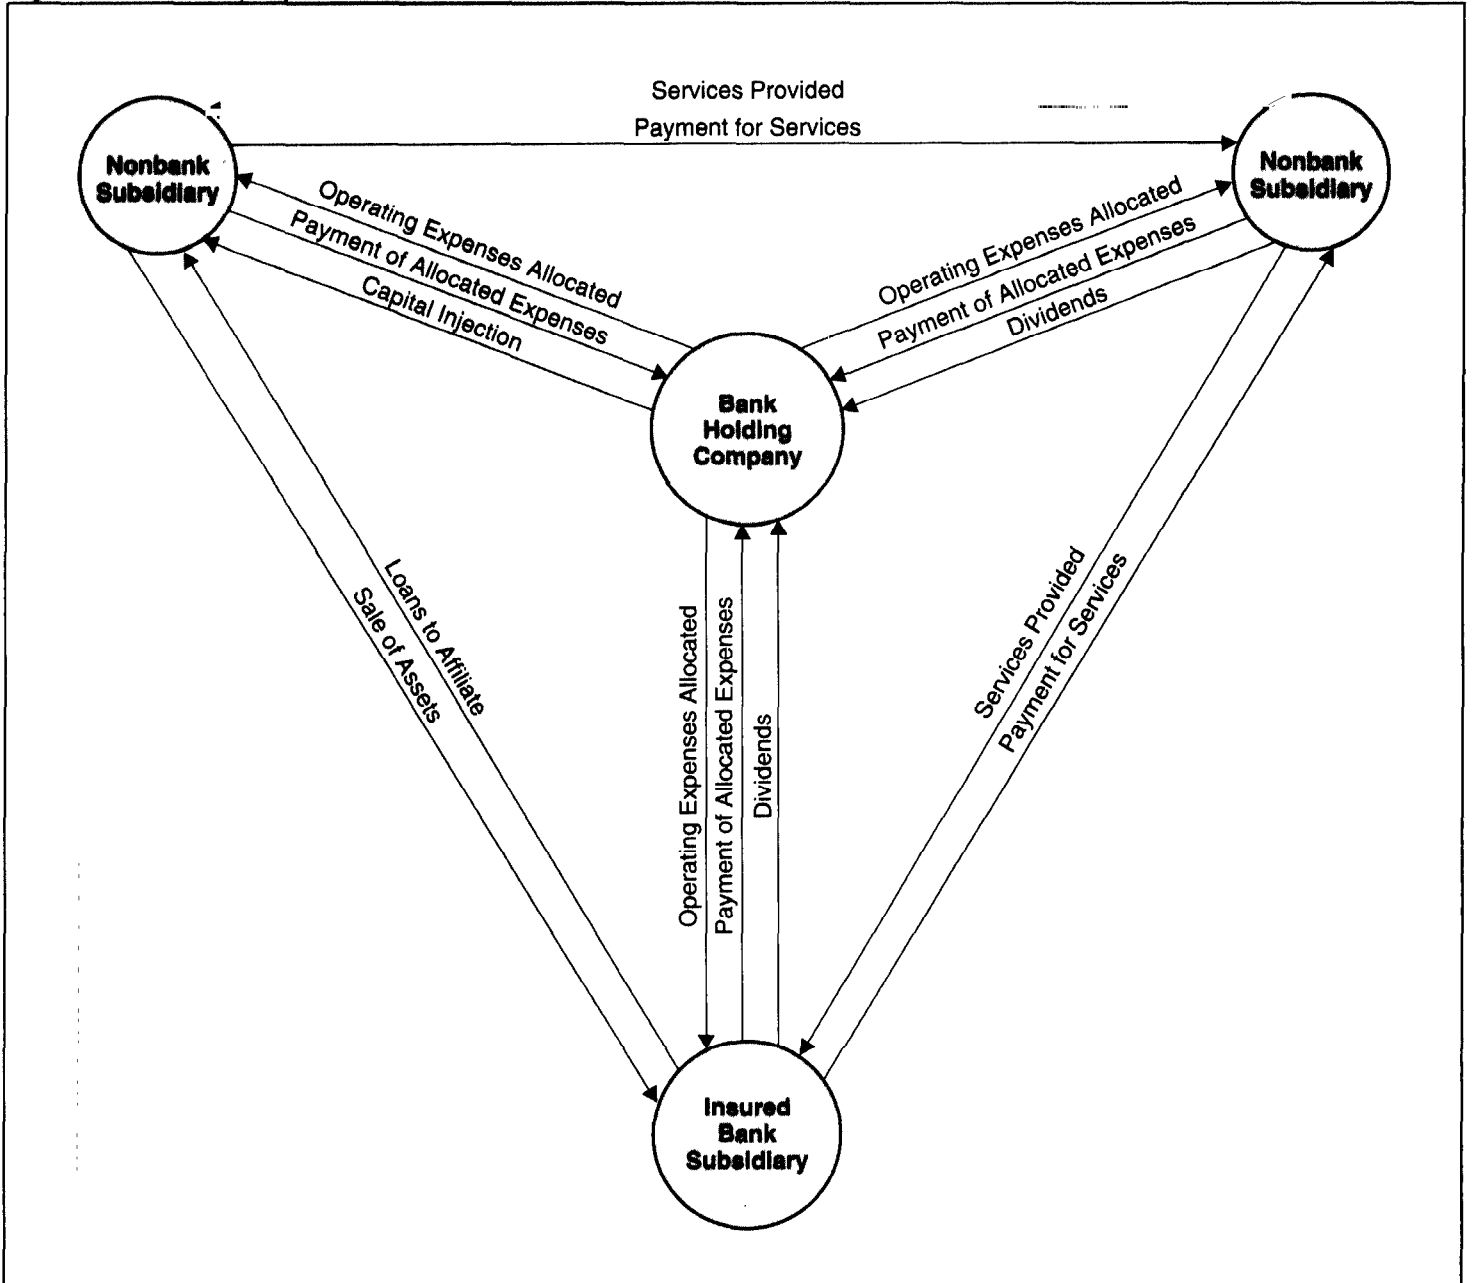 Services Provided
Payment for Services
Nonbank
Subsidiary
Nonbank
Subsidiary
Operating Expenses Allocated
Payment of Allocated Expenses
Capital Injection
Operating Expenses Allocated
Payment of Allocated Expenses
Dividends
Bank
Holding
Company
Loans to Affiliate
Sale of Assets
Operating Expenses Allocated
Payment of Allocated Expenses
Dividends
Services Provided
Payment for Services
Insured
Bank
Subsidiary